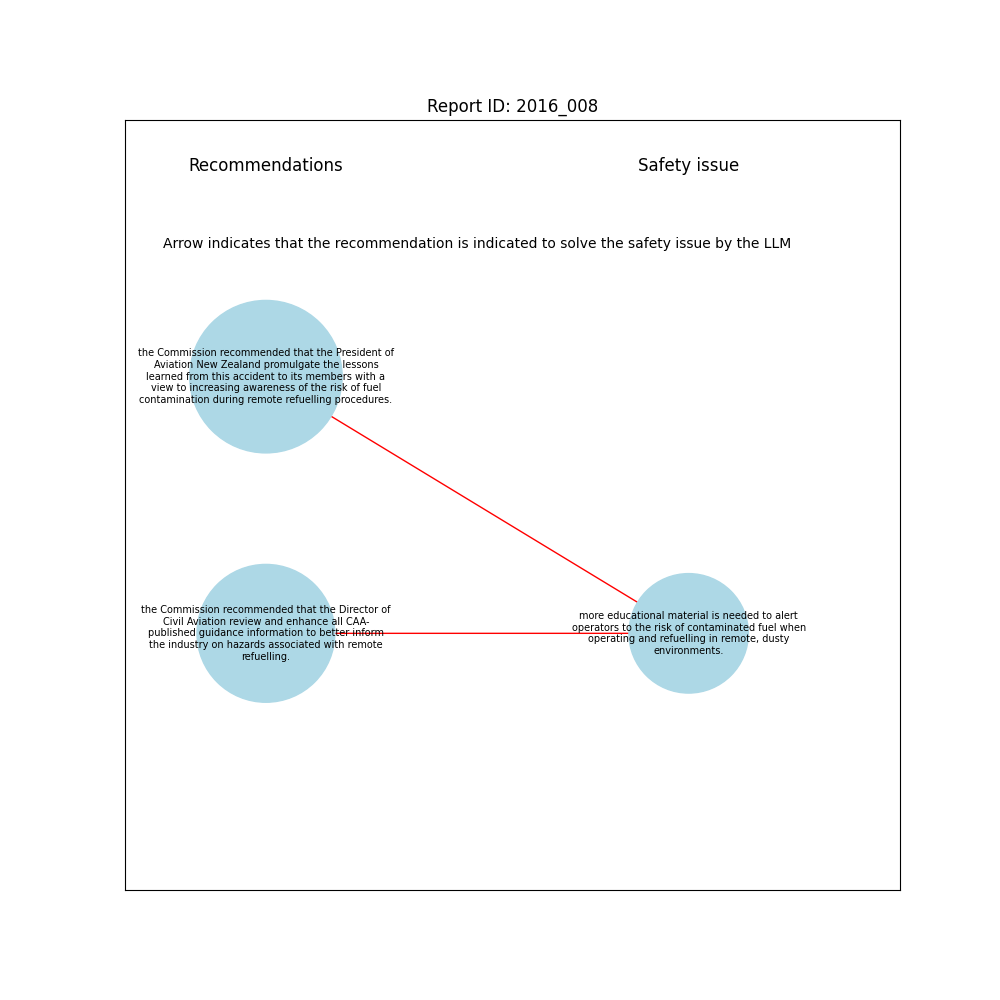 Report ID: 2016_008
Recommendations
Safety issue
Arrow indicates that the recommendation is indicated to solve the safety issue by the LLM
the Commission recommended that the President of
Aviation New Zealand promulgate the lessons
learned from this accident to its members with a
view to increasing awareness of the risk of fuel
contamination during remote refuelling procedures.
the Commission recommended that the Director of
Civil Aviation review and enhance all CAA-
published guidance information to better inform
the industry on hazards associated with remote
refuelling.
more educational material is needed to alert
operators to the risk of contaminated fuel when
operating and refuelling in remote, dusty
environments.